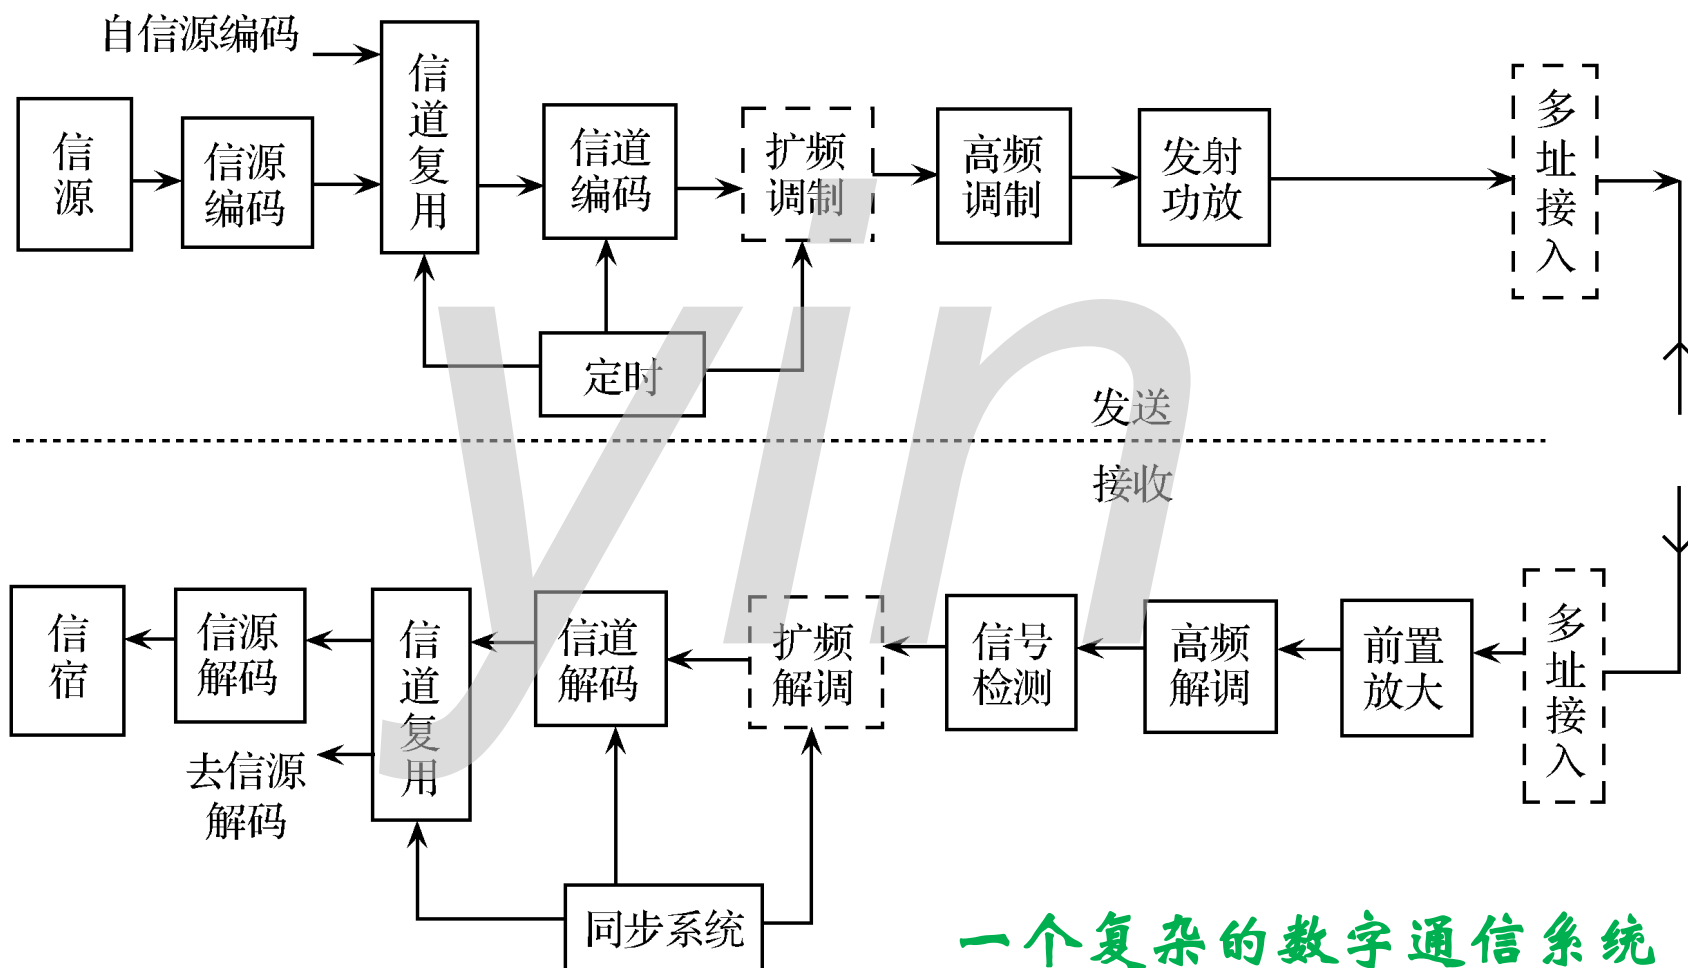 自信源编码
信
源
信源
编码
信
道
复
用
信道
编码
扩频
调制
高频
调制
发射
功放
多
址
接
入
定时
发送
接收
信
宿
信源
解码
信
道
复
用
信道
解码
扩频
解调
信号
检测
高频
解调
前置
放大
多
址
接
入
去信源
解码
同步系统
yin
一个复杂的数字通信系统